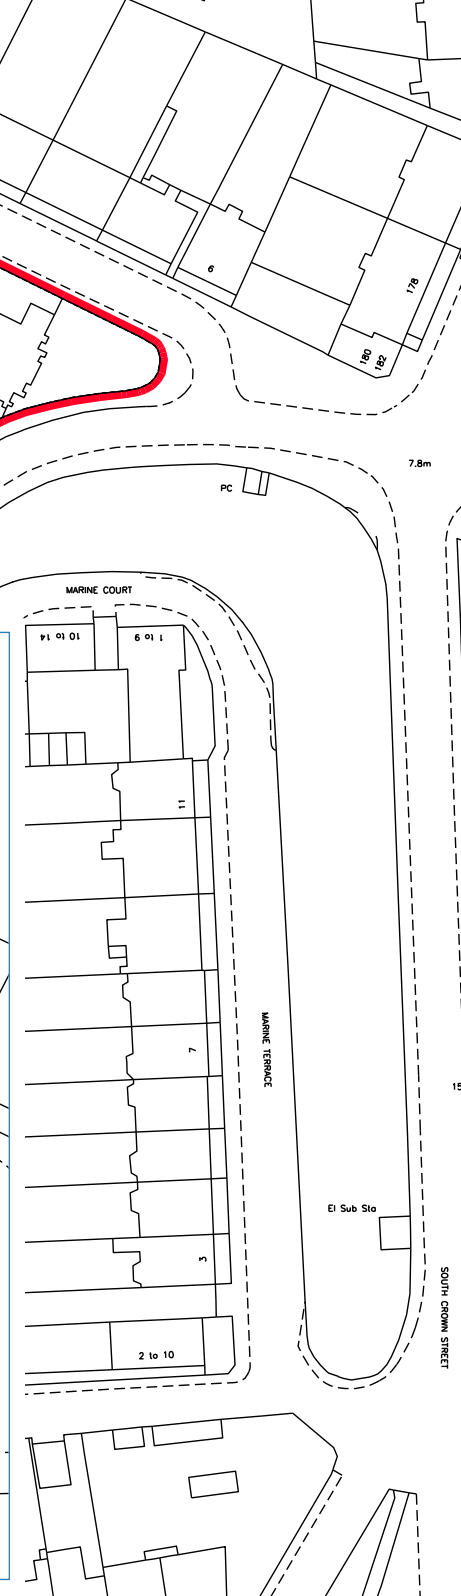 6
178
180
182
7.8m
PC
MARINE COURT
10 to 14
1 to 9
11
MARINE TERRACE
7
15
El Sub Sta
3
SOUTH CROWN STREET
2 to 10